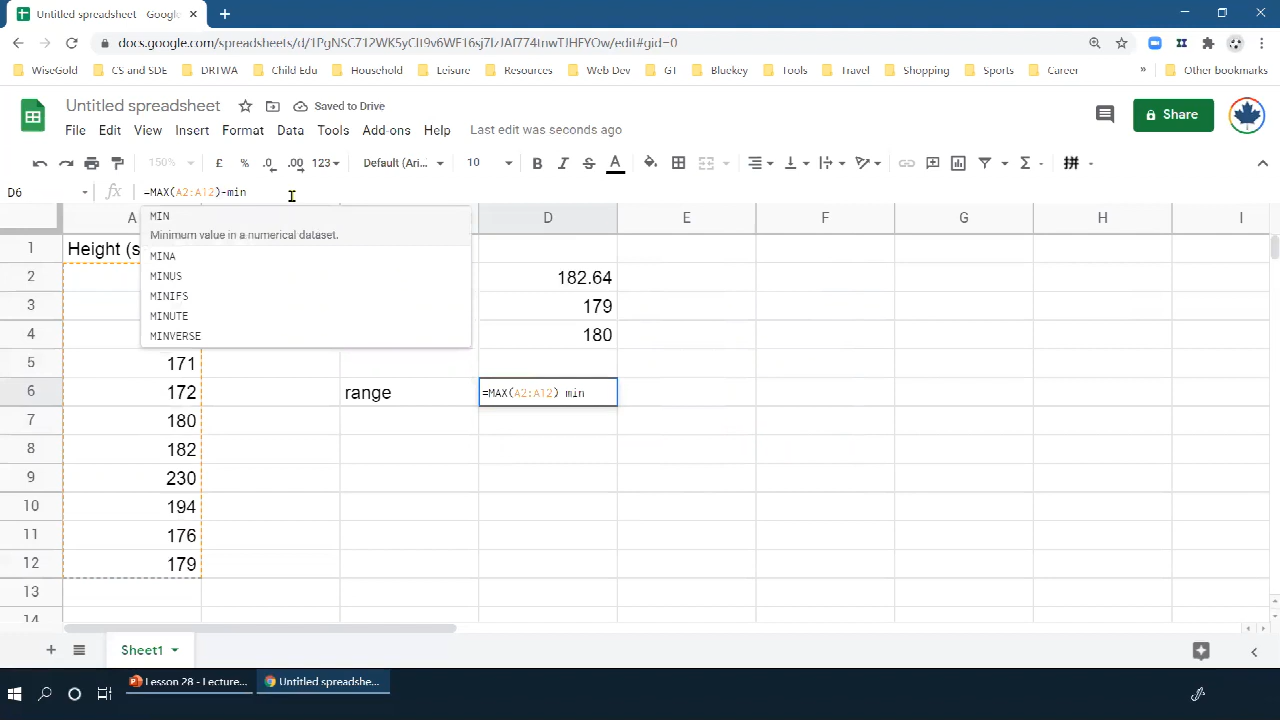 Untitled spreadsheet - Google
docs.google.com/spreadsheets/d/1PgNSC712WK5yClt9v6WF16sj7lzJAf774tnwTJHFYOw/edit#gid=0
WiseGold CS and SDE DRTWA Child Edu Household Leisure Resources Web Dev GT Bluekey Tools Travel Shopping Sports Career » Other bookmarks
Untitled spreadsheet Saved to Drive
Share
File Edit View Insert Format Data Tools Add-ons Help Last edit was seconds ago
150% £ % .0 .00 123 Default (Ari... 10 B I S A Σ
D6 fx =MAX(A2:A12)-min
MIN
Minimum value in a numerical dataset.
MINA
MINUS
MINIFS
MINUTE
MINVERSE
A D E F G H I
1 Height (s
2 182.64
3 179
4 180
5 171
6 172 range =MAX(A2:A12) min
7 180
8 182
9 230
10 194
11 176
12 179
13
14
Sheet1
Lesson 28 - Lecture... Untitled spreadshe...